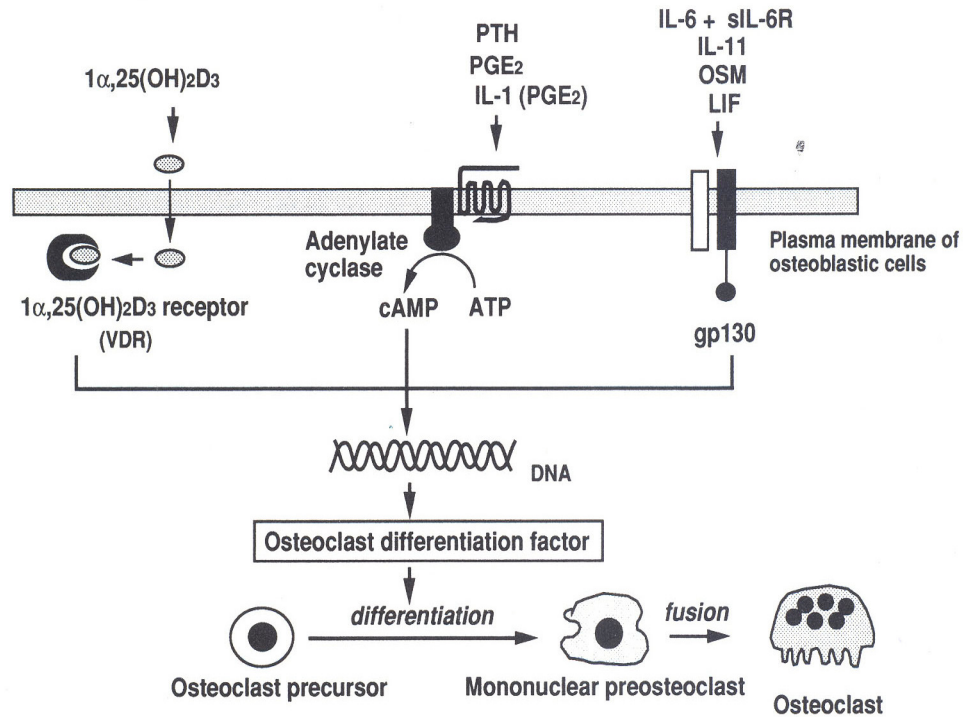 1α,25(OH)2D3
PTH
PGE2
IL-1 (PGE2)
IL-6 + sIL-6R
IL-11
OSM
LIF
Adenylate
cyclase
Plasma membrane of
osteoblastic cells
1α,25(OH)2D3 receptor
(VDR)
cAMP
ATP
gp130
DNA
Osteoclast differentiation factor
differentiation
fusion
Osteoclast precursor
Mononuclear preosteoclast
Osteoclast